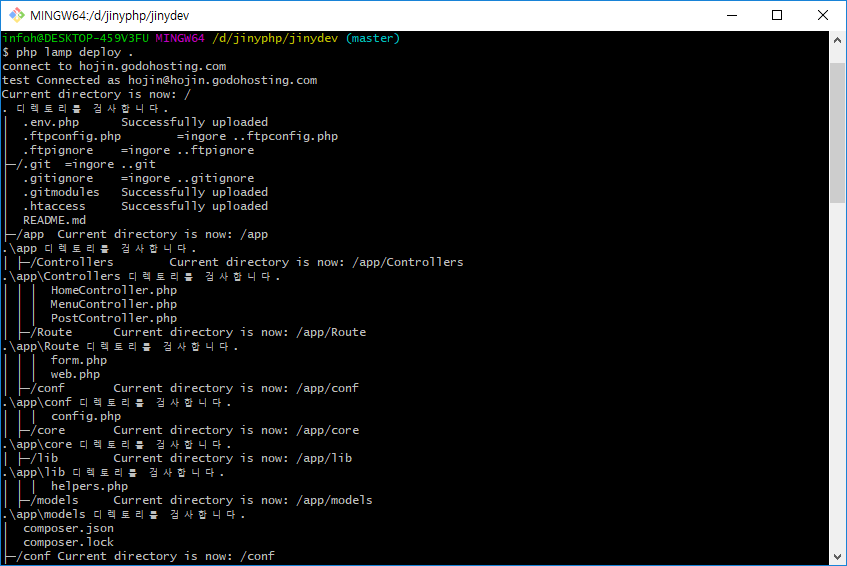 MINGW64:/d/jinyphp/jinydev
infoh@DESKTOP-459V3FU MINGW64 /d/jinyphp/jinydev (master)
$ php lamp deploy .
connect to hojin.godohosting.com
test Connected as hojin@hojin.godohosting.com
Current directory is now: /
. 디렉토리를 검사합니다.
│  .env.php      Successfully uploaded
│  .ftpconfig.php        =ingore ..ftpconfig.php
│  .ftpignore    =ingore ..ftpignore
├─/.git  =ingore ..git
│  .gitignore    =ingore ..gitignore
│  .gitmodules   Successfully uploaded
│  .htaccess     Successfully uploaded
│  README.md
├─/app  Current directory is now: /app
.\app 디렉토리를 검사합니다.
│ ├─/Controllers        Current directory is now: /app/Controllers
.\app\Controllers 디렉토리를 검사합니다.
│ │ │  HomeController.php
│ │ │  MenuController.php
│ │ │  PostController.php
│ ├─/Route      Current directory is now: /app/Route
.\app\Route 디렉토리를 검사합니다.
│ │ │  form.php
│ │ │  web.php
│ ├─/conf       Current directory is now: /app/conf
.\app\conf 디렉토리를 검사합니다.
│ │ │  config.php
│ ├─/core       Current directory is now: /app/core
.\app\core 디렉토리를 검사합니다.
│ ├─/lib        Current directory is now: /app/lib
.\app\lib 디렉토리를 검사합니다.
│ │ │  helpers.php
│ ├─/models     Current directory is now: /app/models
.\app\models 디렉토리를 검사합니다.
│  composer.json
│  composer.lock
├─/conf Current directory is now: /conf